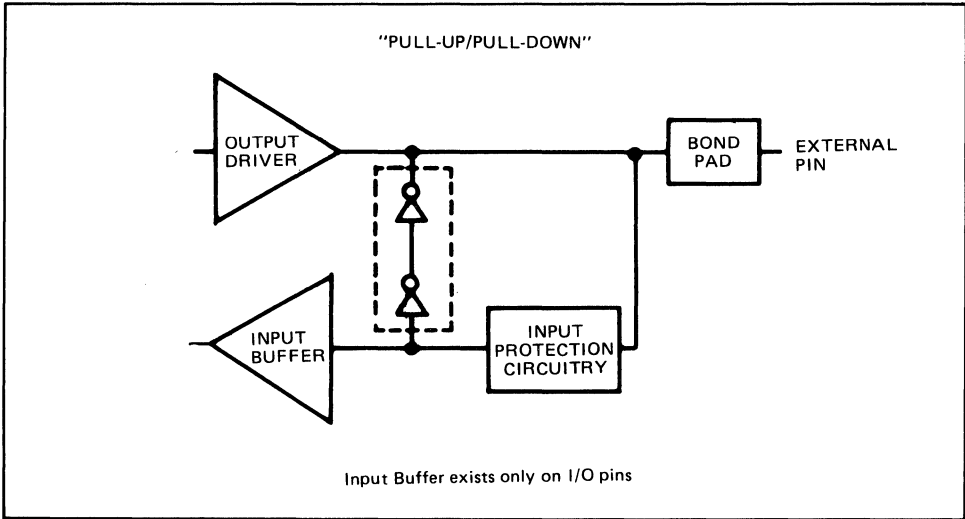 "PULL-UP/PULL-DOWN"
OUTPUT
DRIVER
BOND
PAD
EXTERNAL
PIN
INPUT
BUFFER
INPUT
PROTECTION
CIRCUITRY
Input Buffer exists only on I/O pins